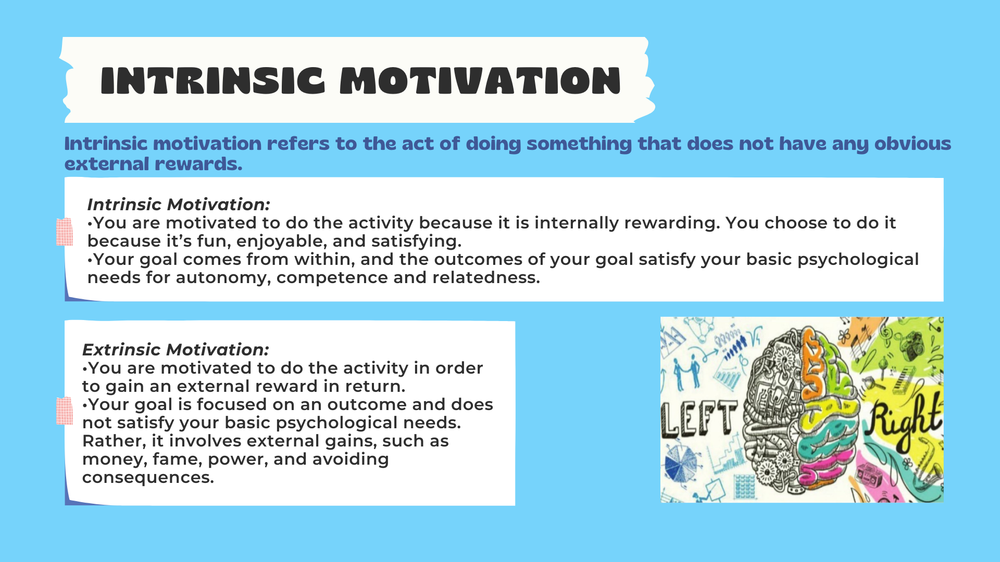 INTRINSIC MOTIVATION
Intrinsic motivation refers to the act of doing something that does not have any obvious
external rewards.
Intrinsic Motivation:
•You are motivated to do the activity because it is internally rewarding. You choose to do it
because it’s fun, enjoyable, and satisfying.
•Your goal comes from within, and the outcomes of your goal satisfy your basic psychological
needs for autonomy, competence and relatedness.
Extrinsic Motivation:
•You are motivated to do the activity in order
to gain an external reward in return.
•Your goal is focused on an outcome and does
not satisfy your basic psychological needs.
Rather, it involves external gains, such as
money, fame, power, and avoiding
consequences.
LEFT
Right